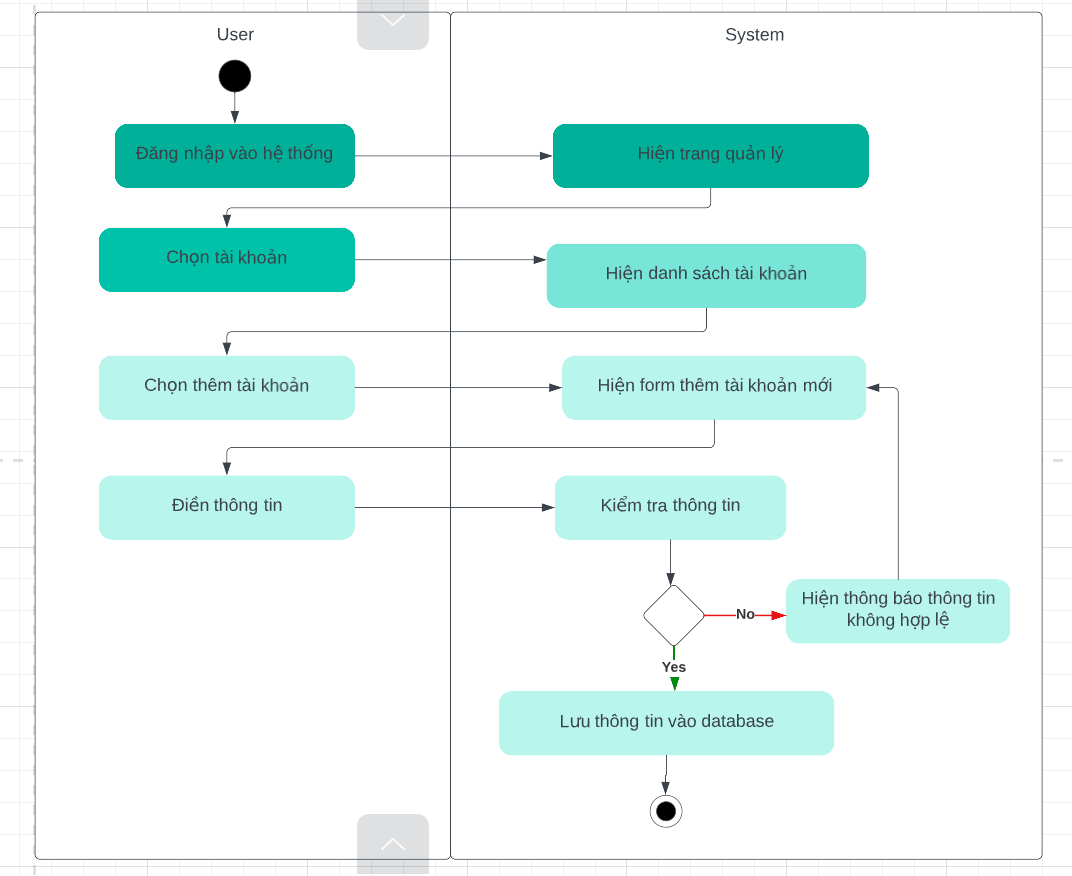 User
System
Đăng nhập vào hệ thống
Hiện trang quản lý
Chọn tài khoản
Hiện danh sách tài khoản
Chọn thêm tài khoản
Hiện form thêm tài khoản mới
Điền thông tin
Kiểm tra thông tin
Hiện thông báo thông tin
không hợp lệ
No
Yes
Lưu thông tin vào database